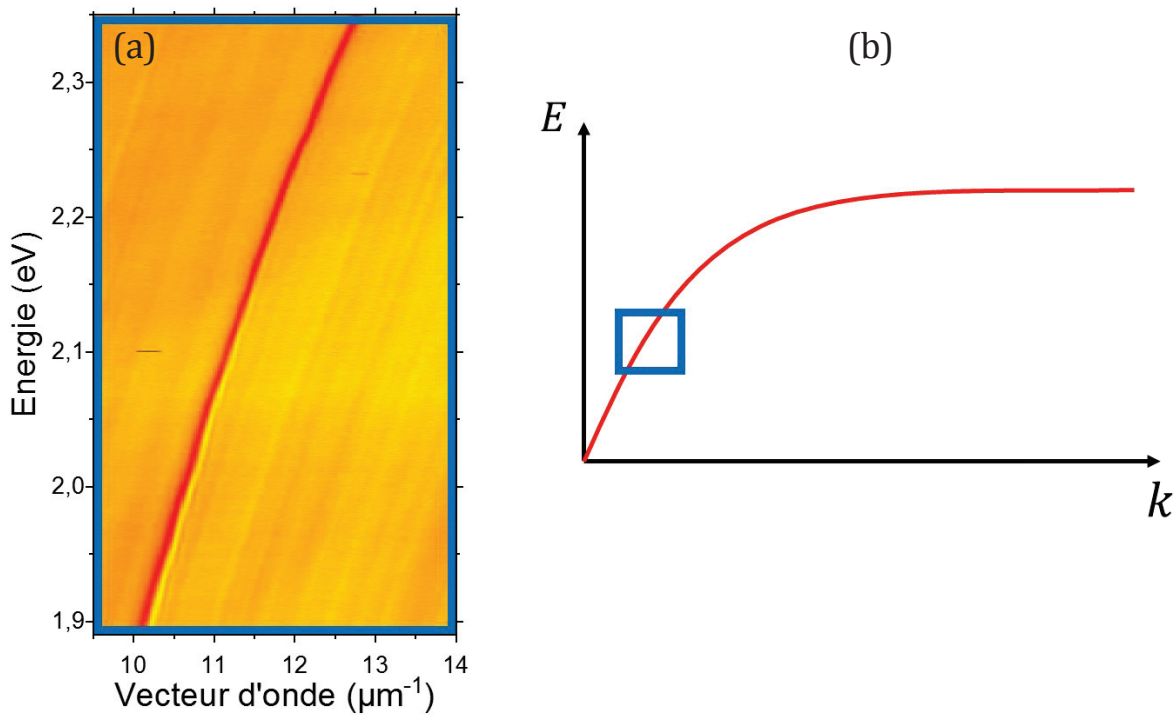 (a)
2,3
2,2
2,1
2,0
1,9
Energie (eV)
10 11 12 13 14
Vecteur d'onde (µm⁻¹)
(b)
E
k